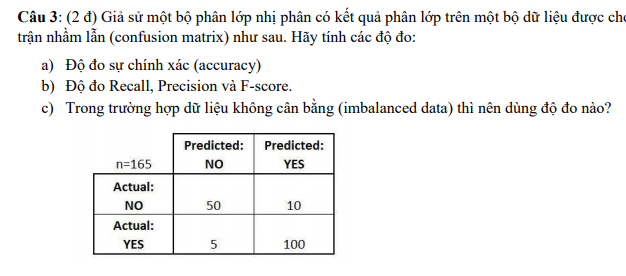 Câu 3: (2 đ) Giả sử một bộ phân lớp nhị phân có kết quả phân lớp trên một bộ dữ liệu được
trận nhầm lẫn (confusion matrix) như sau. Hãy tính các độ đo:
a) Độ đo sự chính xác (accuracy)
b) Độ đo Recall, Precision và F-score.
c) Trong trường hợp dữ liệu không cân bằng (imbalanced data) thì nên dùng độ đo nào?
Predicted: Predicted:
n=165 NO YES
Actual:
NO 50 10
Actual:
YES 5 100